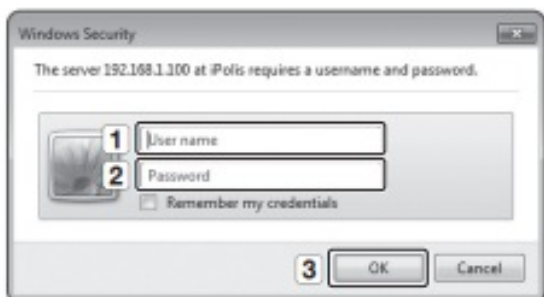 Windows Security
The server 192.168.1.100 at iPolis requires a username and password.
1 User name
2 Password
Remember my credentials
3 OK Cancel